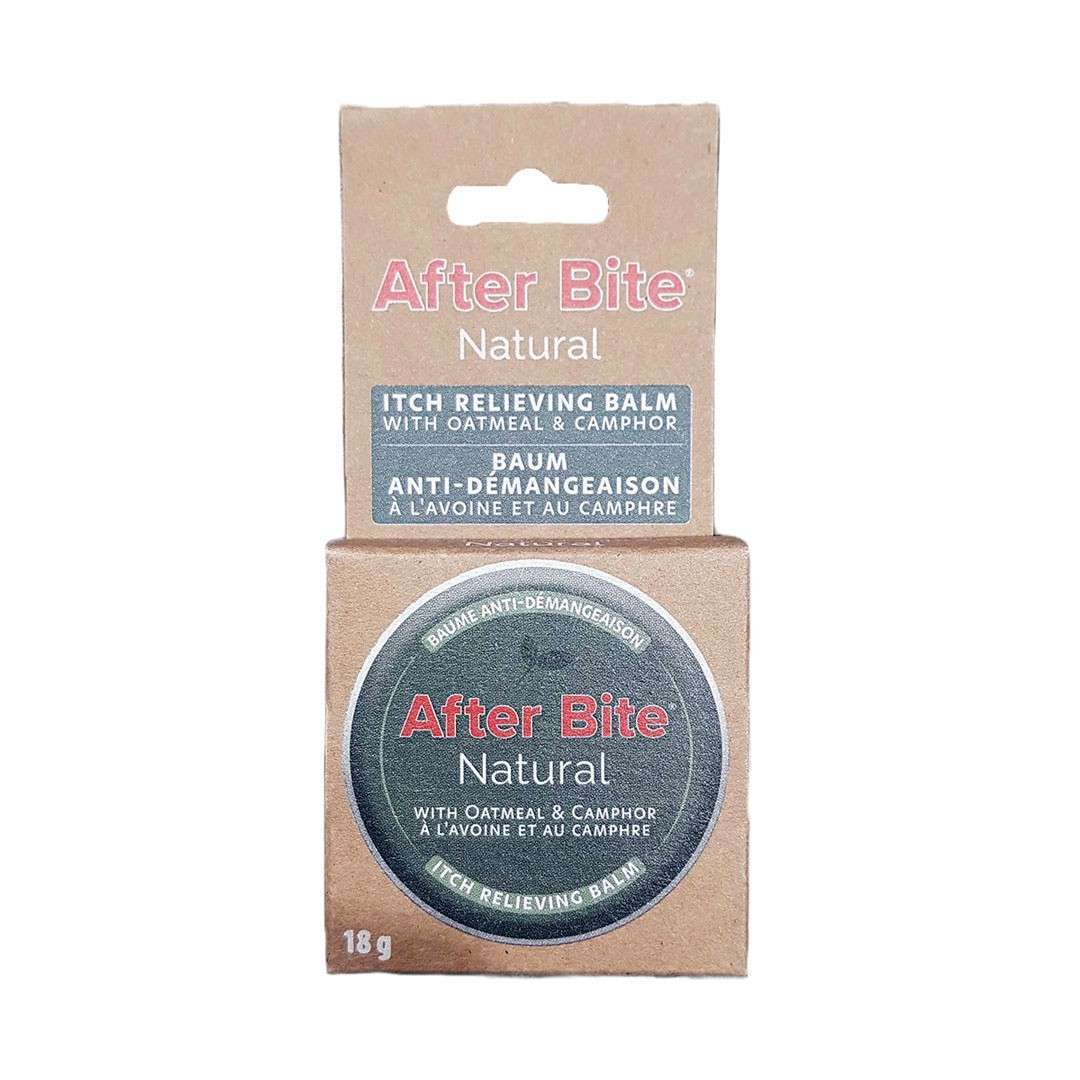 After Bite®
Natural
ITCH RELIEVING BALM
WITH OATMEAL & CAMPHOR
BAUM
ANTI-DÉMANGEAISON
À L'AVOINE ET AU CAMPHRE
Natural
BAUME ANTI-DÉMANGEAISON
After Bite®
Natural
WITH OATMEAL & CAMPHOR
À L'AVOINE ET AU CAMPHRE
ITCH RELIEVING BALM
18 g